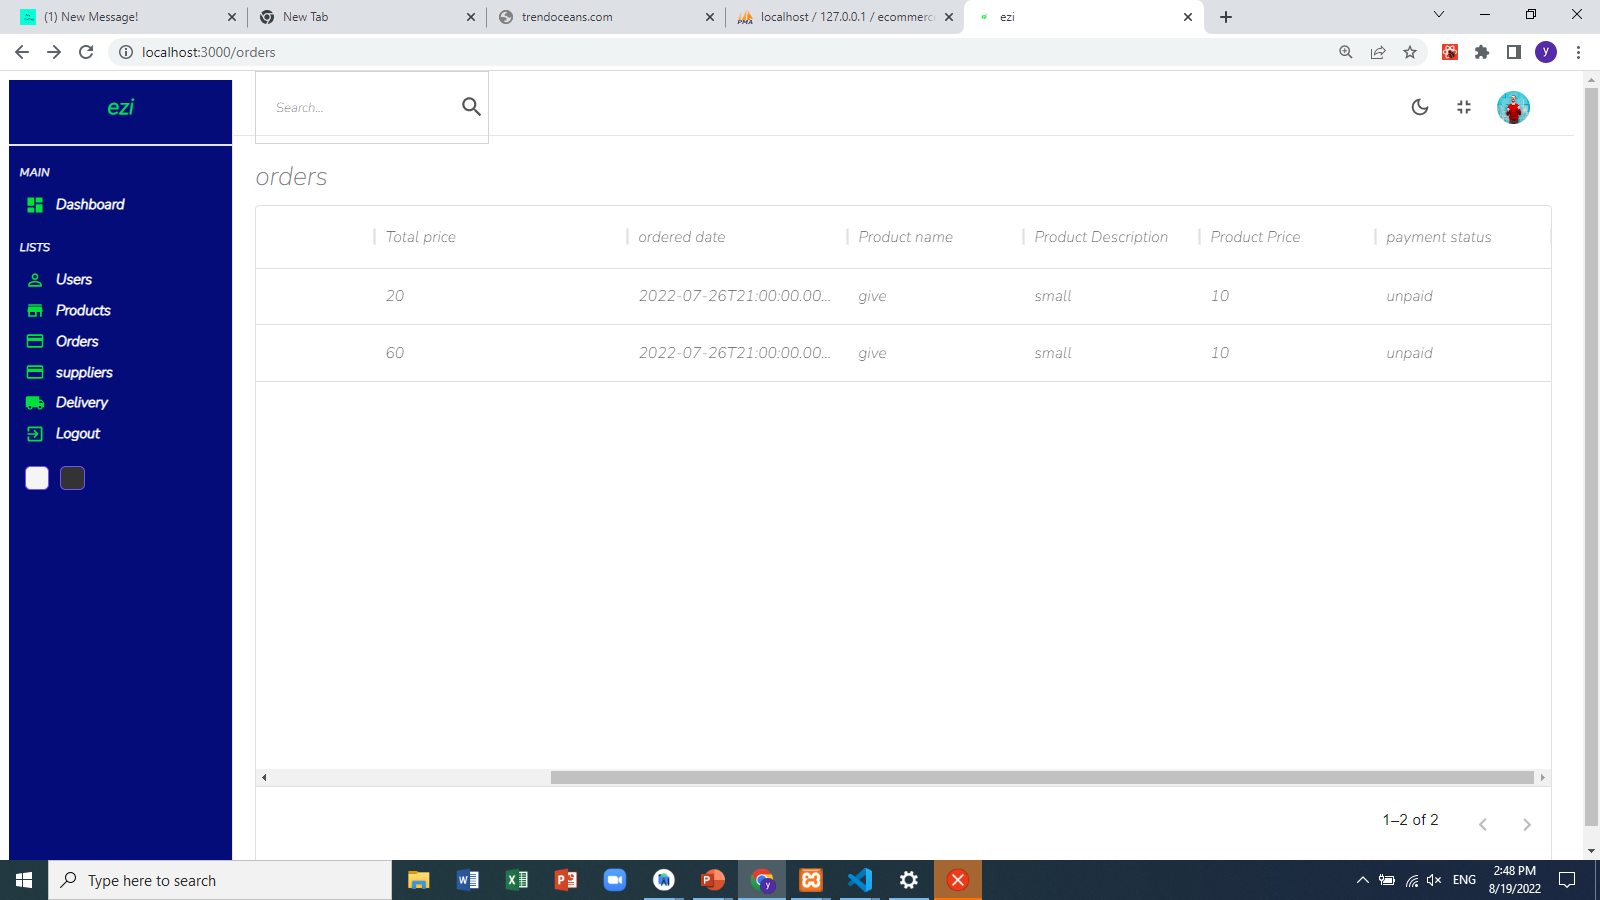 (1) New Message!
New Tab
trendoceans.com
localhost / 127.0.0.1 / ecommerc
ezi
localhost:3000/orders
y
ezi
Search...
MAIN
Dashboard
LISTS
Users
Products
Orders
suppliers
Delivery
Logout
orders
Total price ordered date Product name Product Description Product Price payment status
20 2022-07-26T21:00:00.00... give small 10 unpaid
60 2022-07-26T21:00:00.00... give small 10 unpaid
1–2 of 2
Type here to search
ENG
2:48 PM
8/19/2022